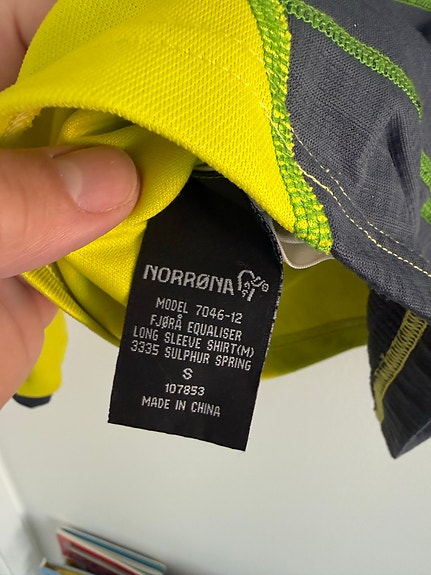 NORRØNA
MODEL 7046-12
FJØRÅ EQUALISER
LONG SLEEVE SHIRT(M)
3335 SULPHUR SPRING
S
107853
MADE IN CHINA